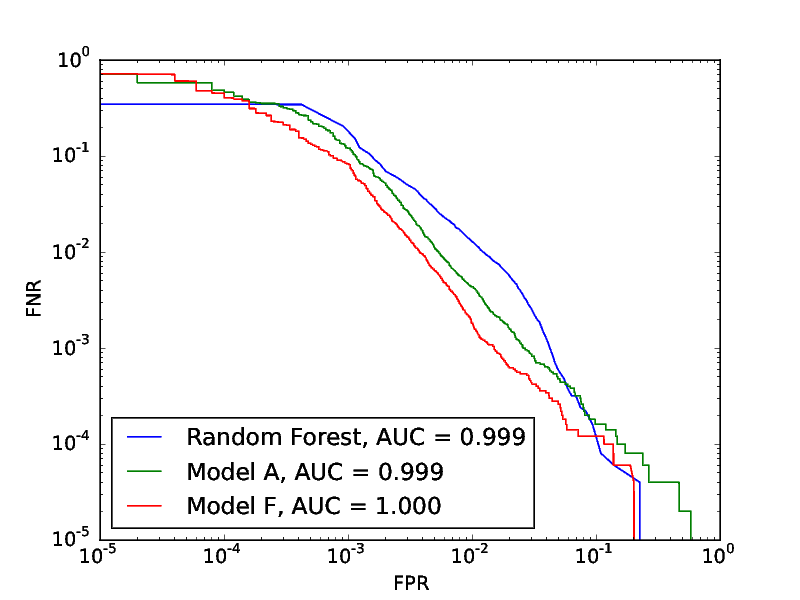 10^0
10^-1
10^-2
10^-3
10^-4
10^-5
FNR
Random Forest, AUC = 0.999
Model A, AUC = 0.999
Model F, AUC = 1.000
10^-5 10^-4 10^-3 10^-2 10^-1 10^0
FPR